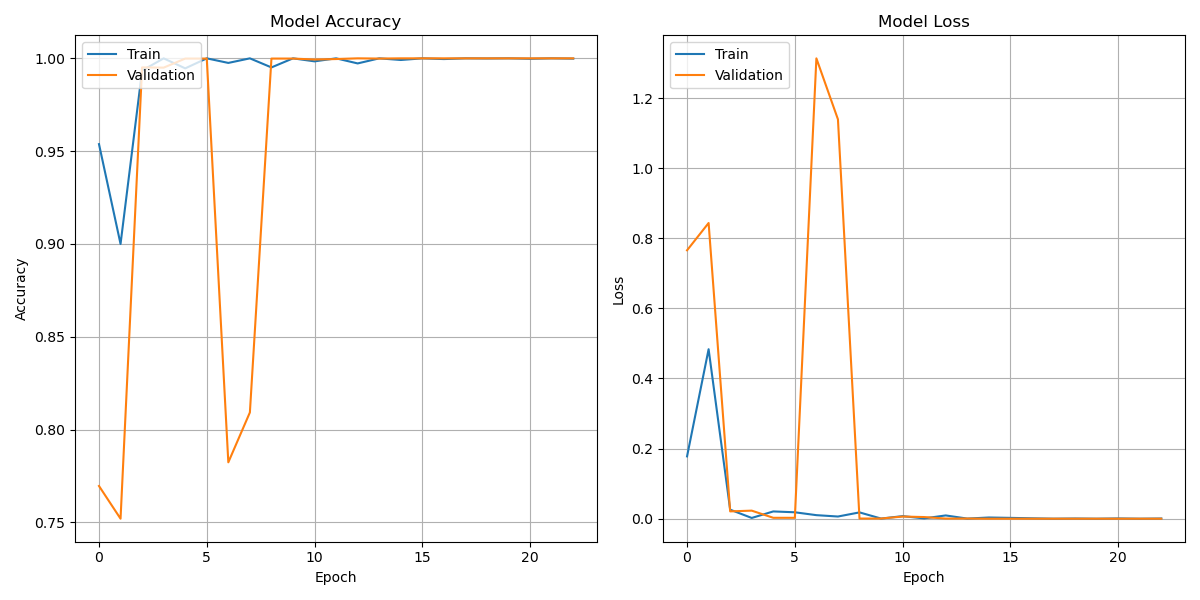 Model Accuracy
Train
Validation
1.00
0.95
0.90
0.85
0.80
0.75
Accuracy
0
5
10
15
20
Epoch
Model Loss
Train
Validation
1.2
1.0
0.8
0.6
0.4
0.2
0.0
Loss
0
5
10
15
20
Epoch